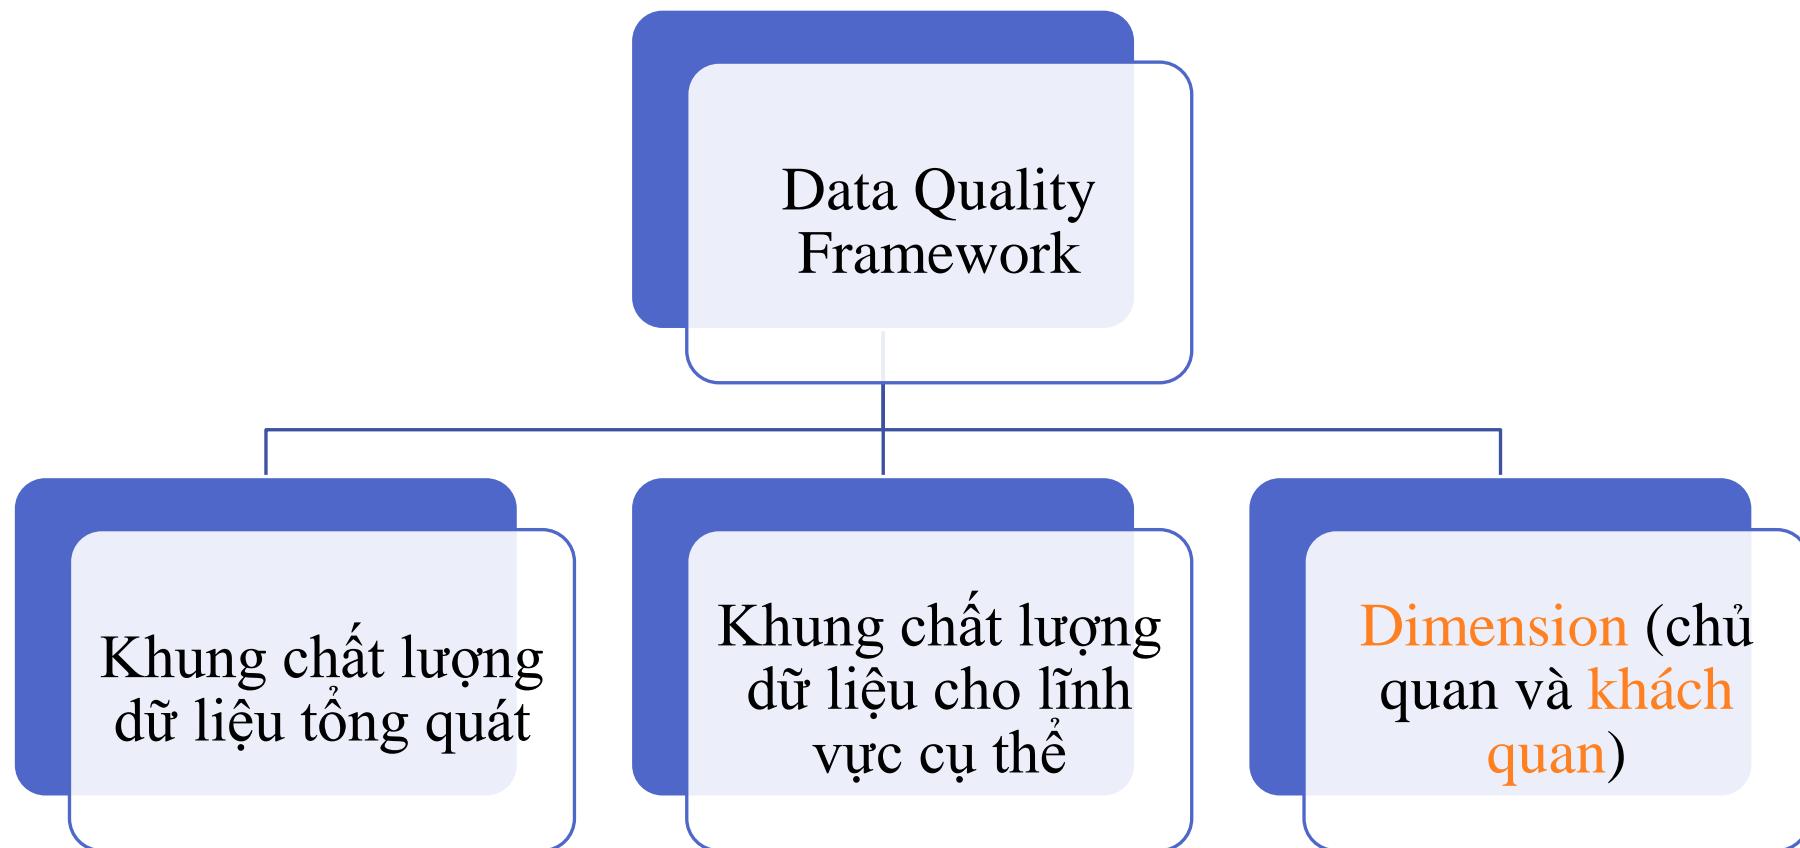 Data Quality
Framework
Khung chất lượng
dữ liệu tổng quát
Khung chất lượng
dữ liệu cho lĩnh
vực cụ thể
Dimension (chủ
quan và khách
quan)